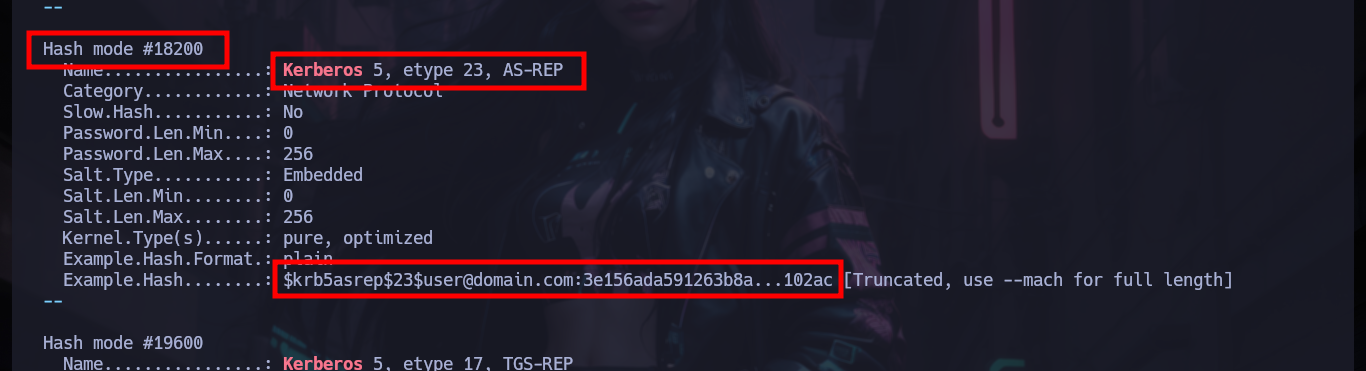 --
Hash mode #18200
Name................: Kerberos 5, etype 23, AS-REP
Category............: Network Protocol
Slow.Hash...........: No
Password.Len.Min....: 0
Password.Len.Max....: 256
Salt.Type...........: Embedded
Salt.Len.Min........: 0
Salt.Len.Max........: 256
Kernel.Type(s)......: pure, optimized
Example.Hash.Format.: plain
Example.Hash........: $krb5asrep$23$user@domain.com:3e156ada591263b8a...102ac [Truncated, use --mach for full length]
--
Hash mode #19600
Name................: Kerberos 5, etype 17, TGS-REP